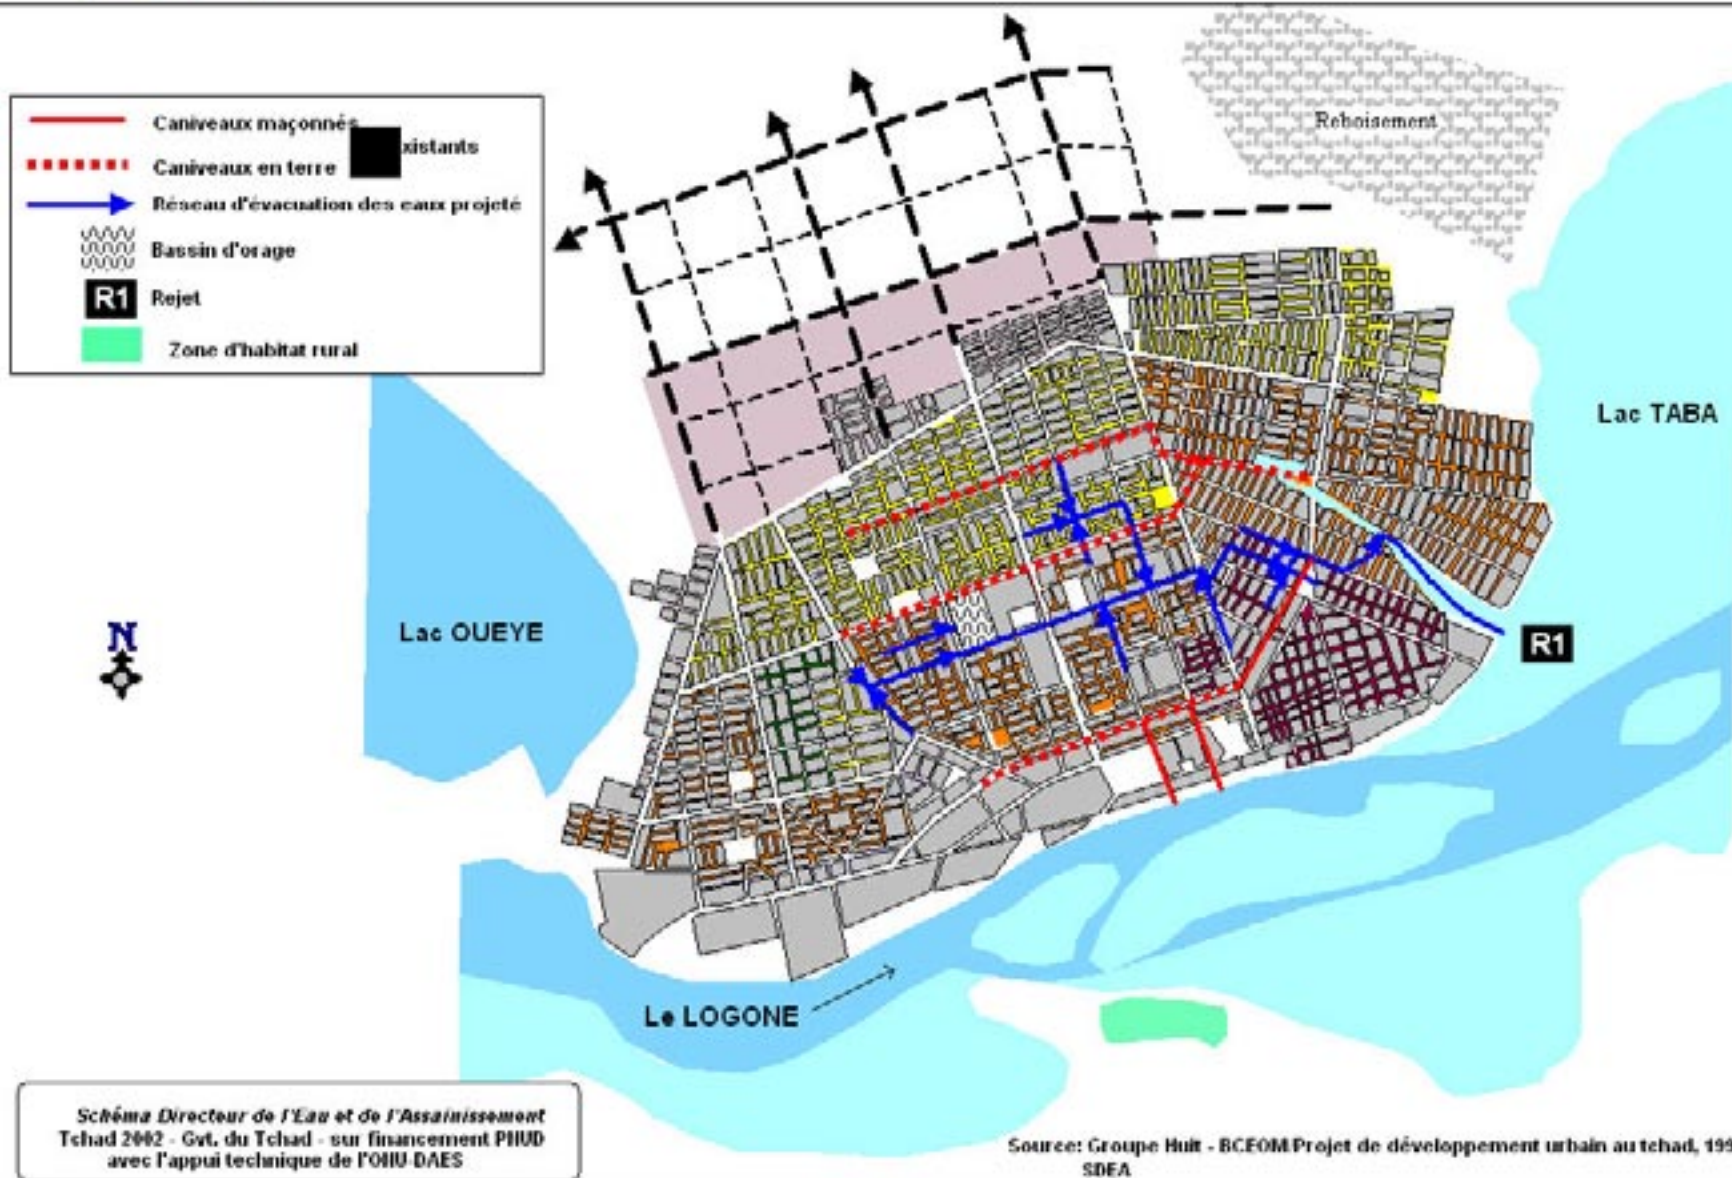 Caniveaux maçonnés
xistants
Caniveaux en terre
Réseau d'évacuation des eaux projeté
Bassin d'orage
R1 Rejet
Zone d'habitat rural
Reboisement
Lac TABA
Lac OUEYE
N
R1
Le LOGONE
Schéma Directeur de l'Eau et de l'Assainissement
Tchad 2002 - Gvt. du Tchad - sur financement PNUD
avec l'appui technique de l'ONU-DAES
Source: Groupe Huit - BCEOM/Projet de développement urbain au tchad, 199
SDEA